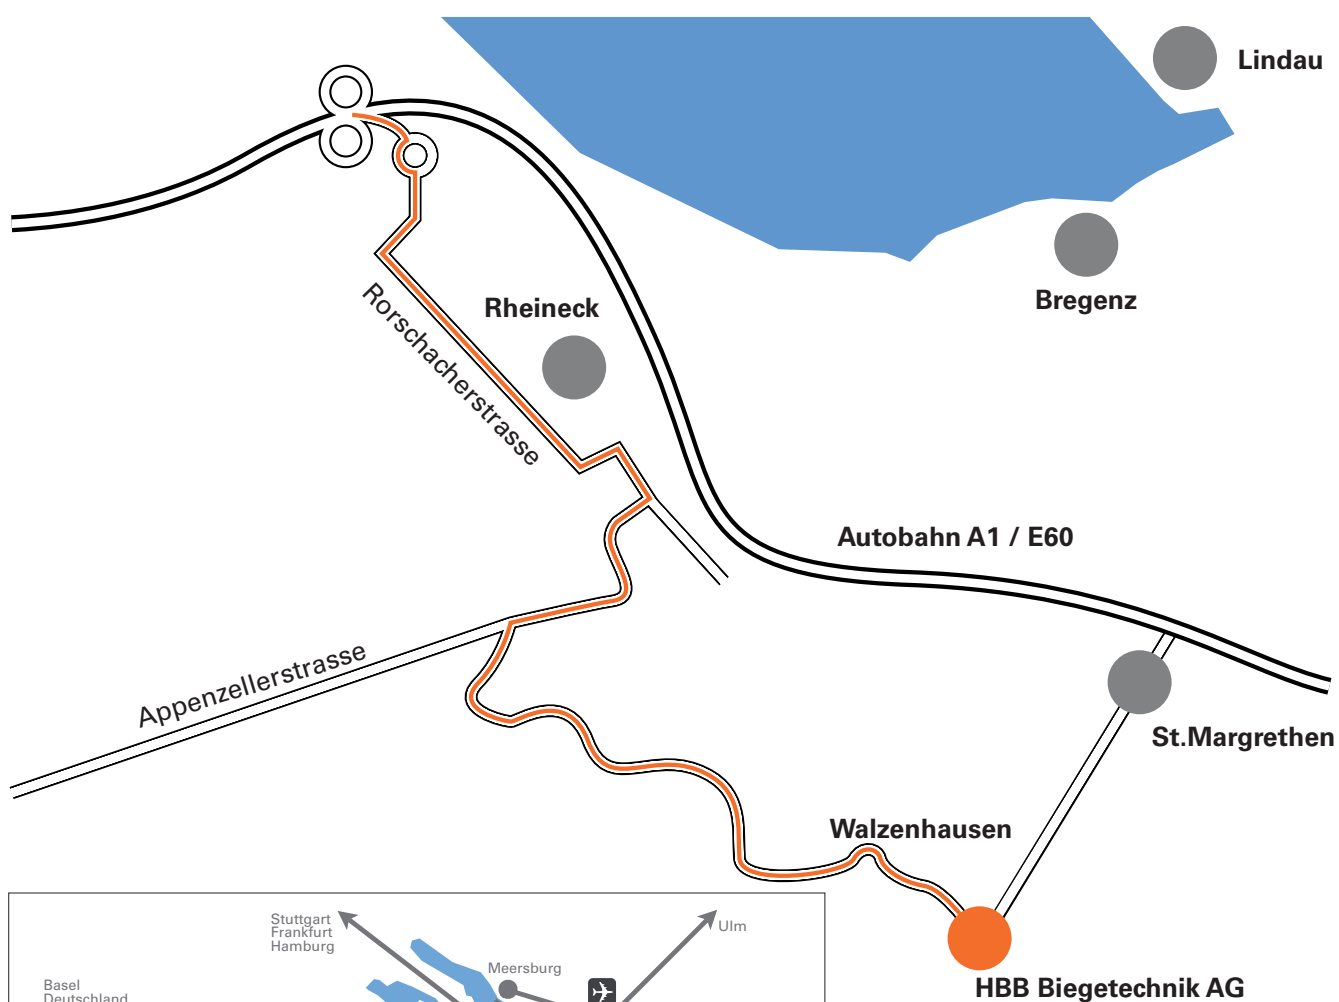 Lindau
Bregenz
Rheineck
Rorschacherstrasse
Autobahn A1 / E60
Appenzellerstrasse
St.Margrethen
Walzenhausen
HBB Biegetechnik AG
Stuttgart
Frankfurt
Hamburg
Ulm
Meersburg
Basel
Deutschland